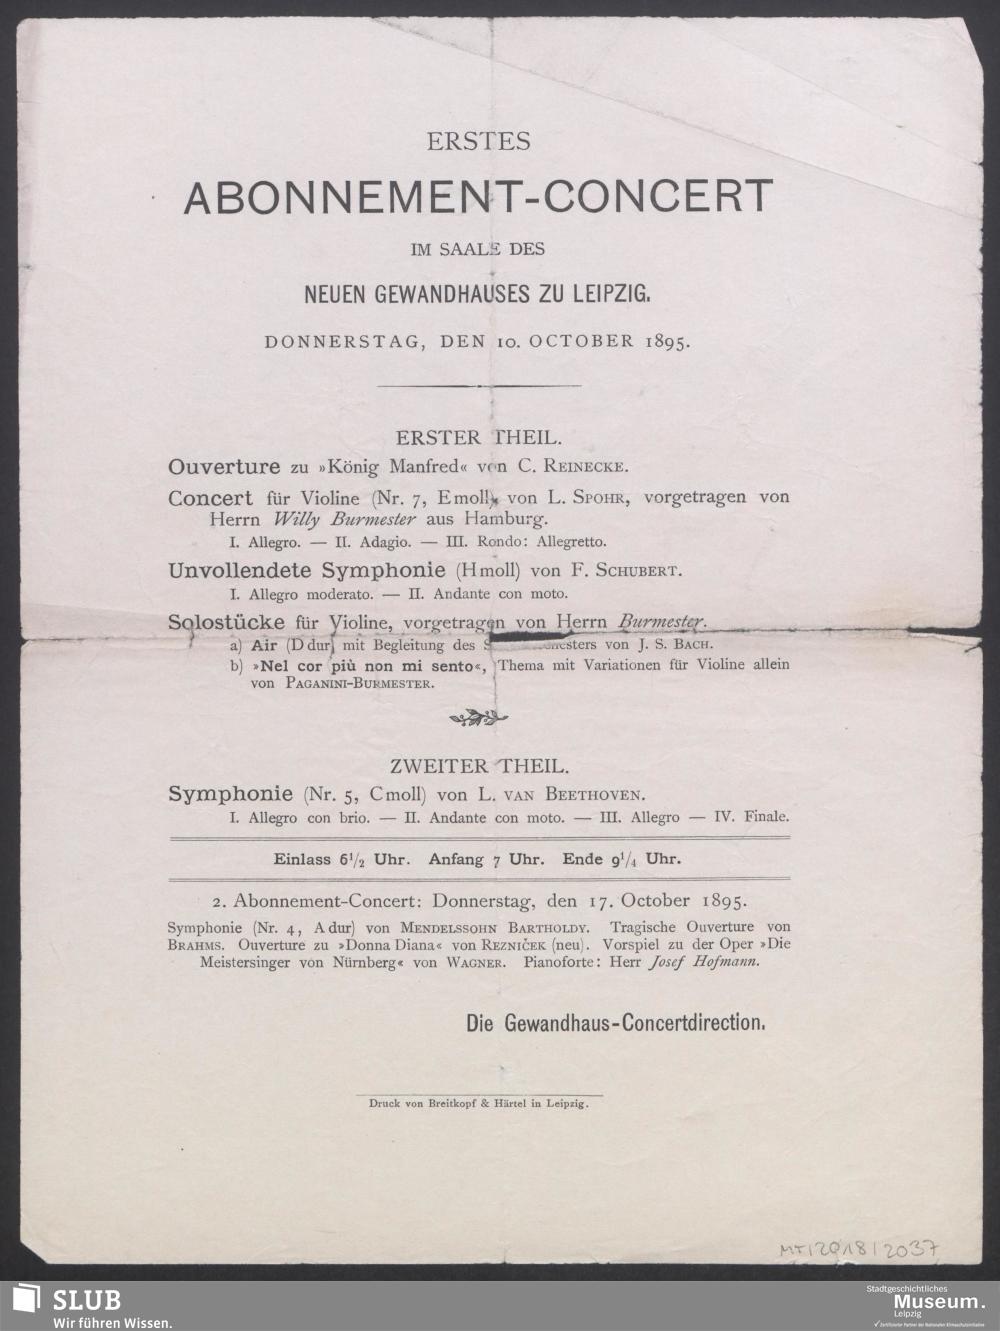 ERSTES
ABONNEMENT-CONCERT
IM SAALE DES
NEUEN GEWANDHAUSES ZU LEIPZIG.
DONNERSTAG, DEN 10. OCTOBER 1895.
ERSTER THEIL.
Ouverture zu »König Manfred« von C. REINECKE.
Concert für Violine (Nr. 7, E moll) von L. SPOHR, vorgetragen von
Herrn Willy Burmester aus Hamburg.
I. Allegro. — II. Adagio. — III. Rondo: Allegretto.
Unvollendete Symphonie (H moll) von F. SCHUBERT.
I. Allegro moderato. — II. Andante con moto.
Solostücke für Violine, vorgetragen von Herrn Burmester.
a) Air (D dur) mit Begleitung des von J. S. BACH.
b) »Nel cor più non mi sento«, Thema mit Variationen für Violine allein
von PAGANINI-BURMESTER.
ZWEITER THEIL.
Symphonie (Nr. 5, C moll) von L. VAN BEETHOVEN.
I. Allegro con brio. — II. Andante con moto. — III. Allegro — IV. Finale.
Einlass 6½ Uhr. Anfang 7 Uhr. Ende 9¼ Uhr.
2. Abonnement-Concert: Donnerstag, den 17. October 1895.
Symphonie (Nr. 4, A dur) von MENDELSSOHN BARTHOLDY. Tragische Ouverture von
BRAHMS. Ouverture zu »Donna Diana« von REZNIČEK (neu). Vorspiel zu der Oper »Die
Meistersinger von Nürnberg« von WAGNER. Pianoforte: Herr Josef Hofmann.
Die Gewandhaus-Concertdirection.
Druck von Breitkopf & Härtel in Leipzig.
MT/2018/2037
SLUB
Wir führen Wissen.
Stadtgeschichtliches
Museum.
Leipzig
Zertifizierter Partner der Nationalen Klimaschutzinitiative